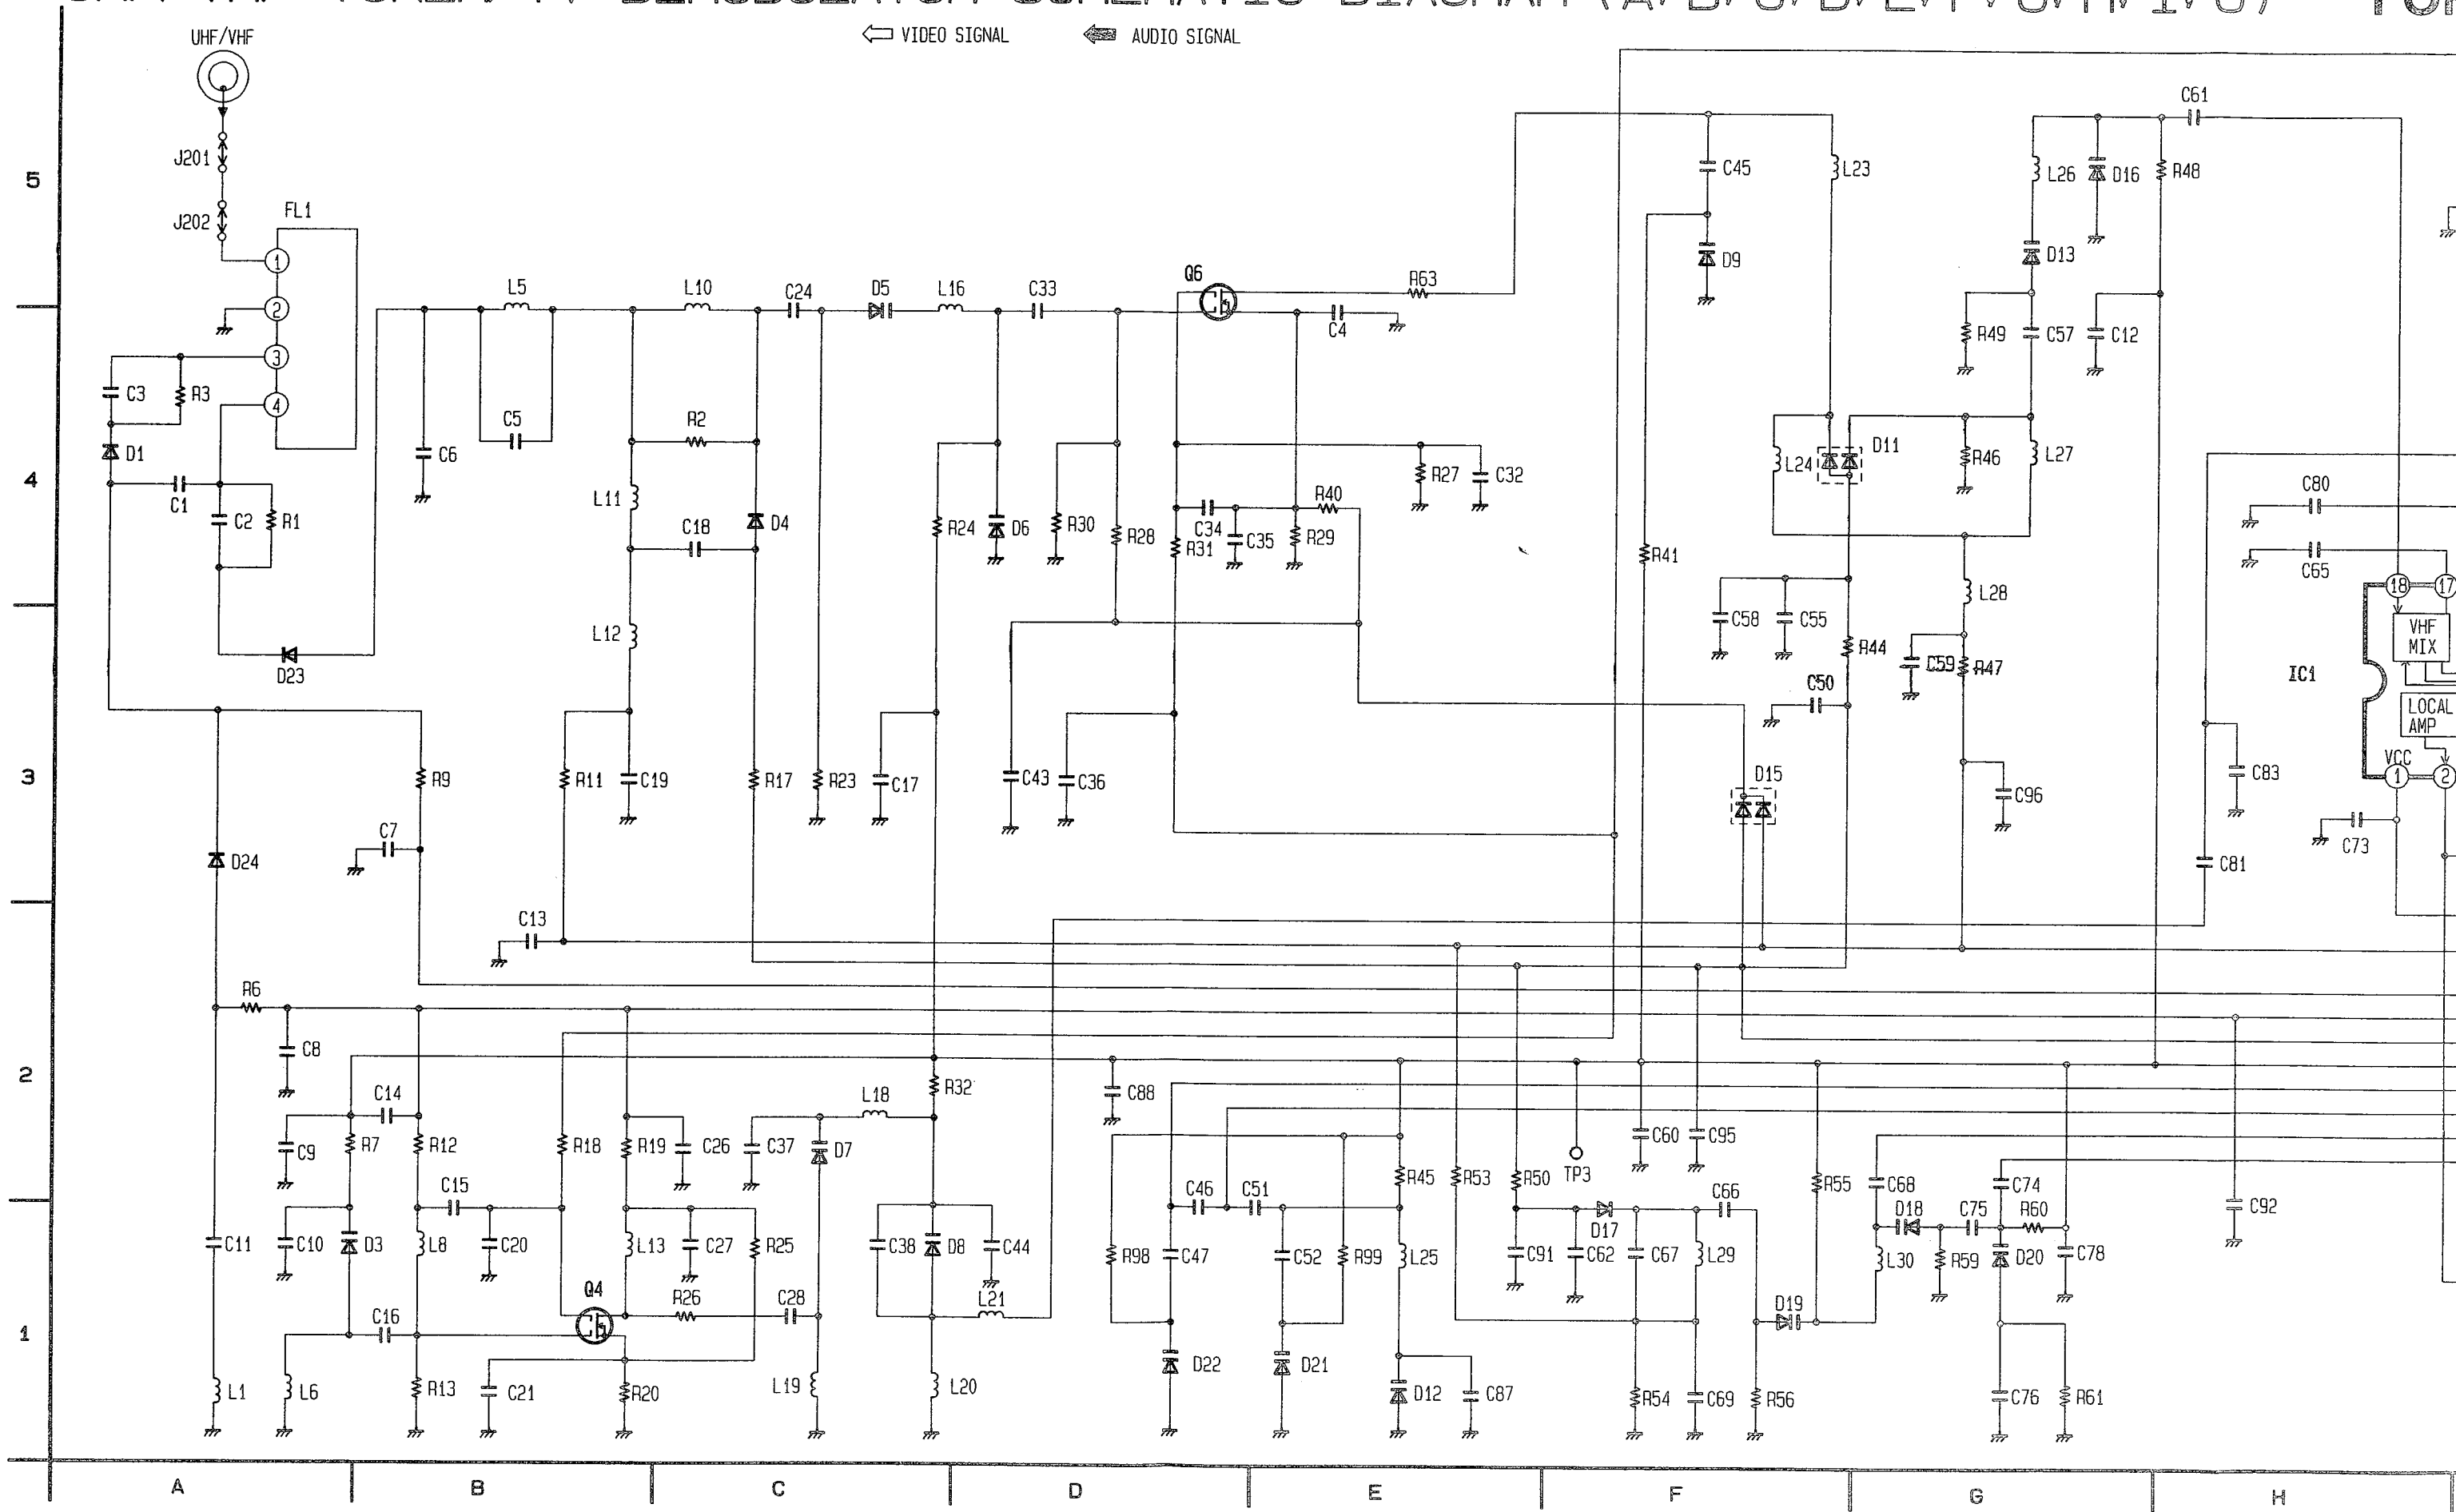 UHF/VHF
VIDEO SIGNAL AUDIO SIGNAL
J201
C61
5
C45 L23 L26 D16 R48
J202 FL1
1
D9 D13
L5 L10 C24 D5 L16 C33 Q6 R63
2
C4 R49 C57 C12
3
C3 R3 4
C5 R2
D1 C6 R27 C32 L24 D11 R46 L27
4
C1 L11 C80
C2 R1 C18 D4 R24 D6 R30 R28 C34 R40
R31 C35 R29 R41
C65
18 17
L28
L12 C58 C55 VHF
MIX
R44 C59 R47
D23 C50 IC1
LOCAL
AMP
VCC
3
R9 R11 C19 R17 R23 C17 C43 C36 D15 C83
1 2
C96
C7
D24 C73
C81
C13
R6
C8
2
C14 L18 R32 C88
C9 R7 R12 R18 R19 C26 C37 D7 C60 C95
TP3
R45 R53 R50 R55
C15 C46 C51 C66 C68 C74
D17 D18 C75 R60 C92
C11 C10 D3 L8 C20 L13 C27 R25 C38 D8 C44
R98 C47 C52 R99 L25 C91 C62 C67 L29 L30 R59 D20 C78
Q4 R26 C28 L21
D19
1
C16
D22 D21
L1 L6 R13 C21 R20 L19 L20 D12 C87 R54 C69 R56 C76 R61
A B C D E F G H